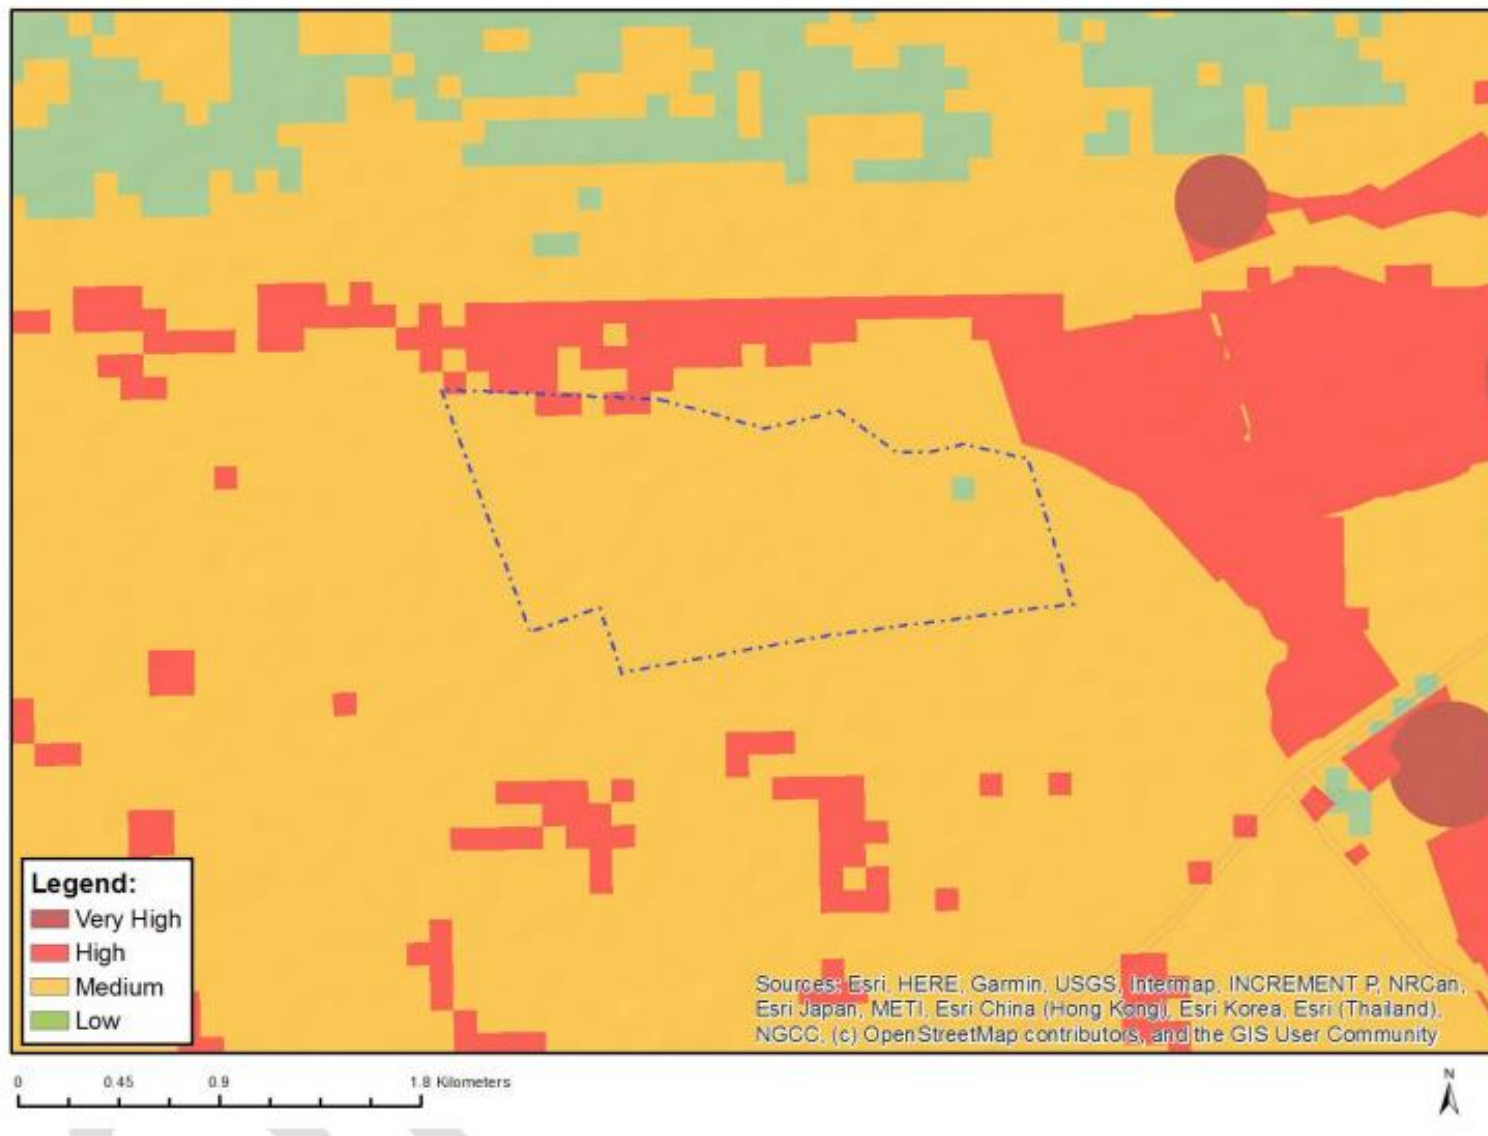 Legend:
Very High
High
Medium
Low
Sources: Esri, HERE, Garmin, USGS, Intermap, INCREMENT P, NRCan,
Esri Japan, METI, Esri China (Hong Kong), Esri Korea, Esri (Thailand),
NGCC, (c) OpenStreetMap contributors, and the GIS User Community
0 0.45 0.9 1.8 Kilometers
N